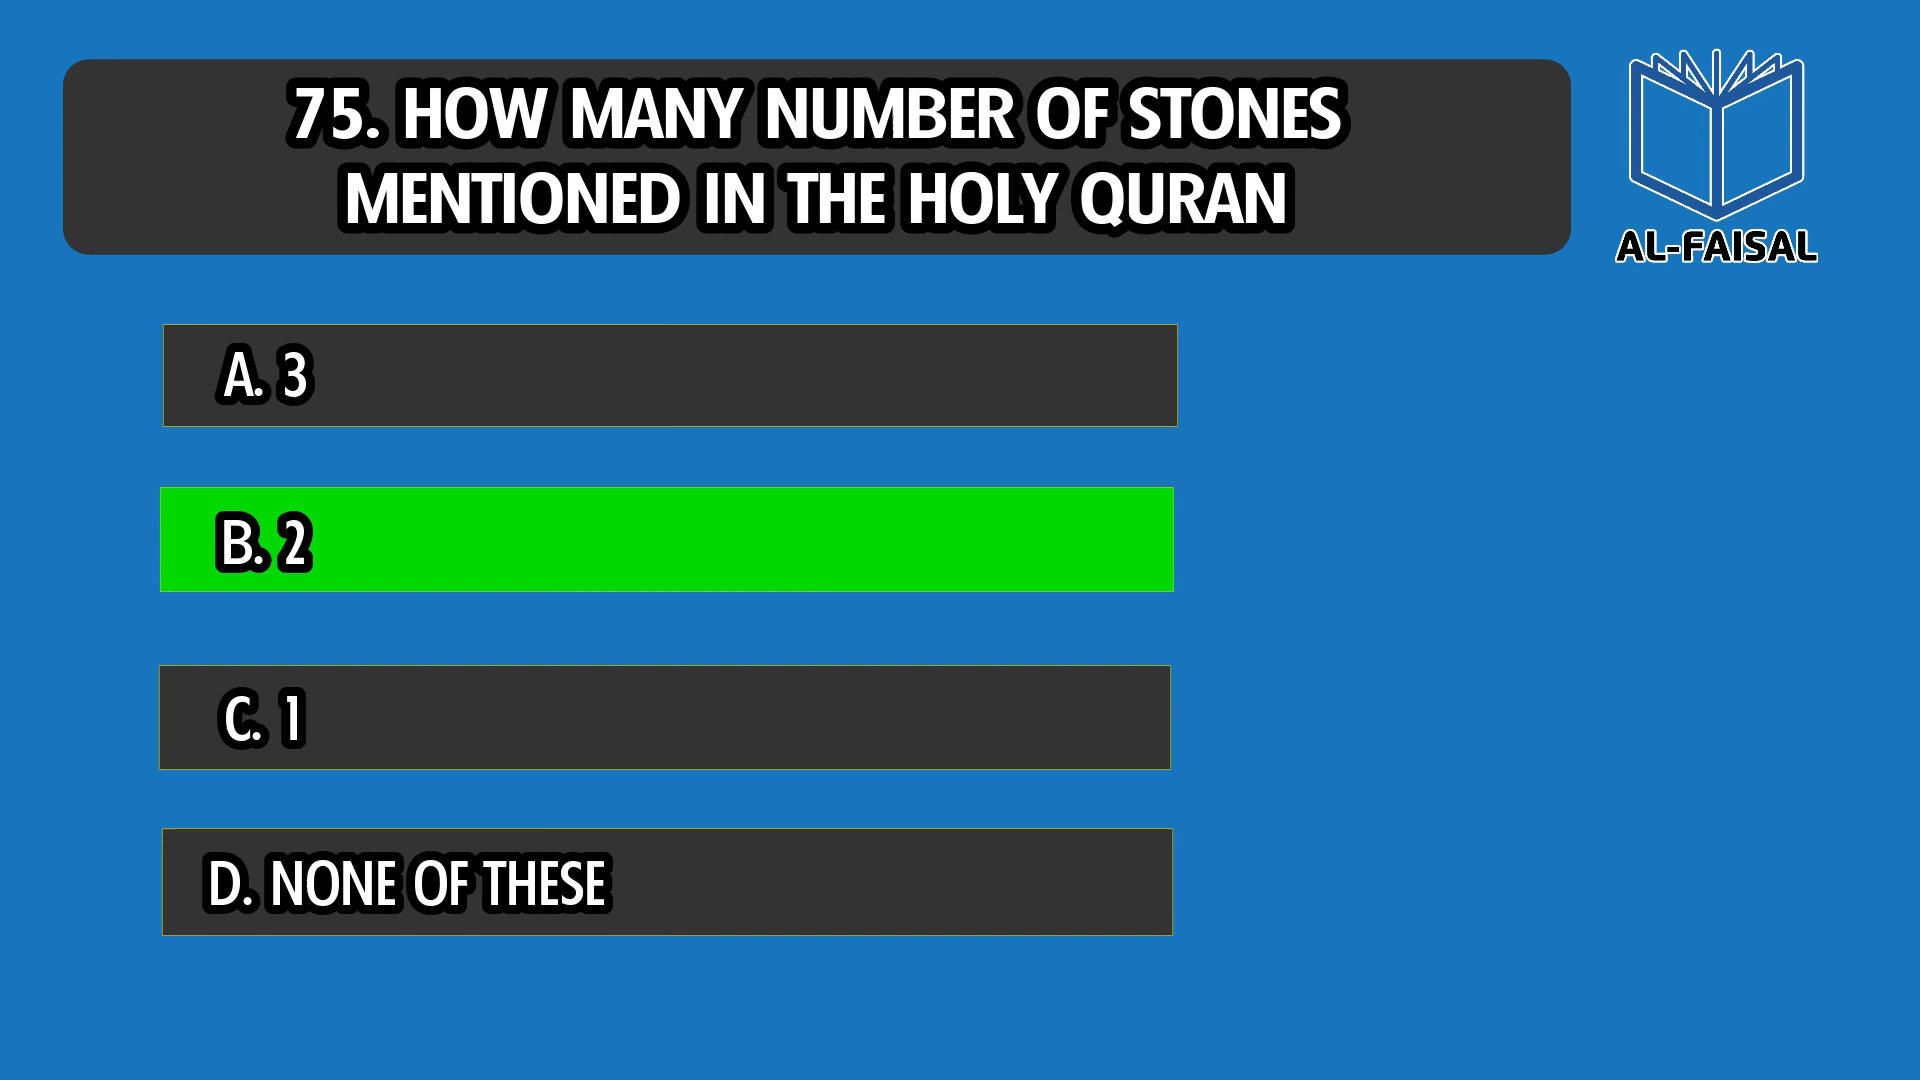 75. HOW MANY NUMBER OF STONES
MENTIONED IN THE HOLY QURAN
AL-FAISAL
A. 3
B. 2
C. 1
D. NONE OF THESE